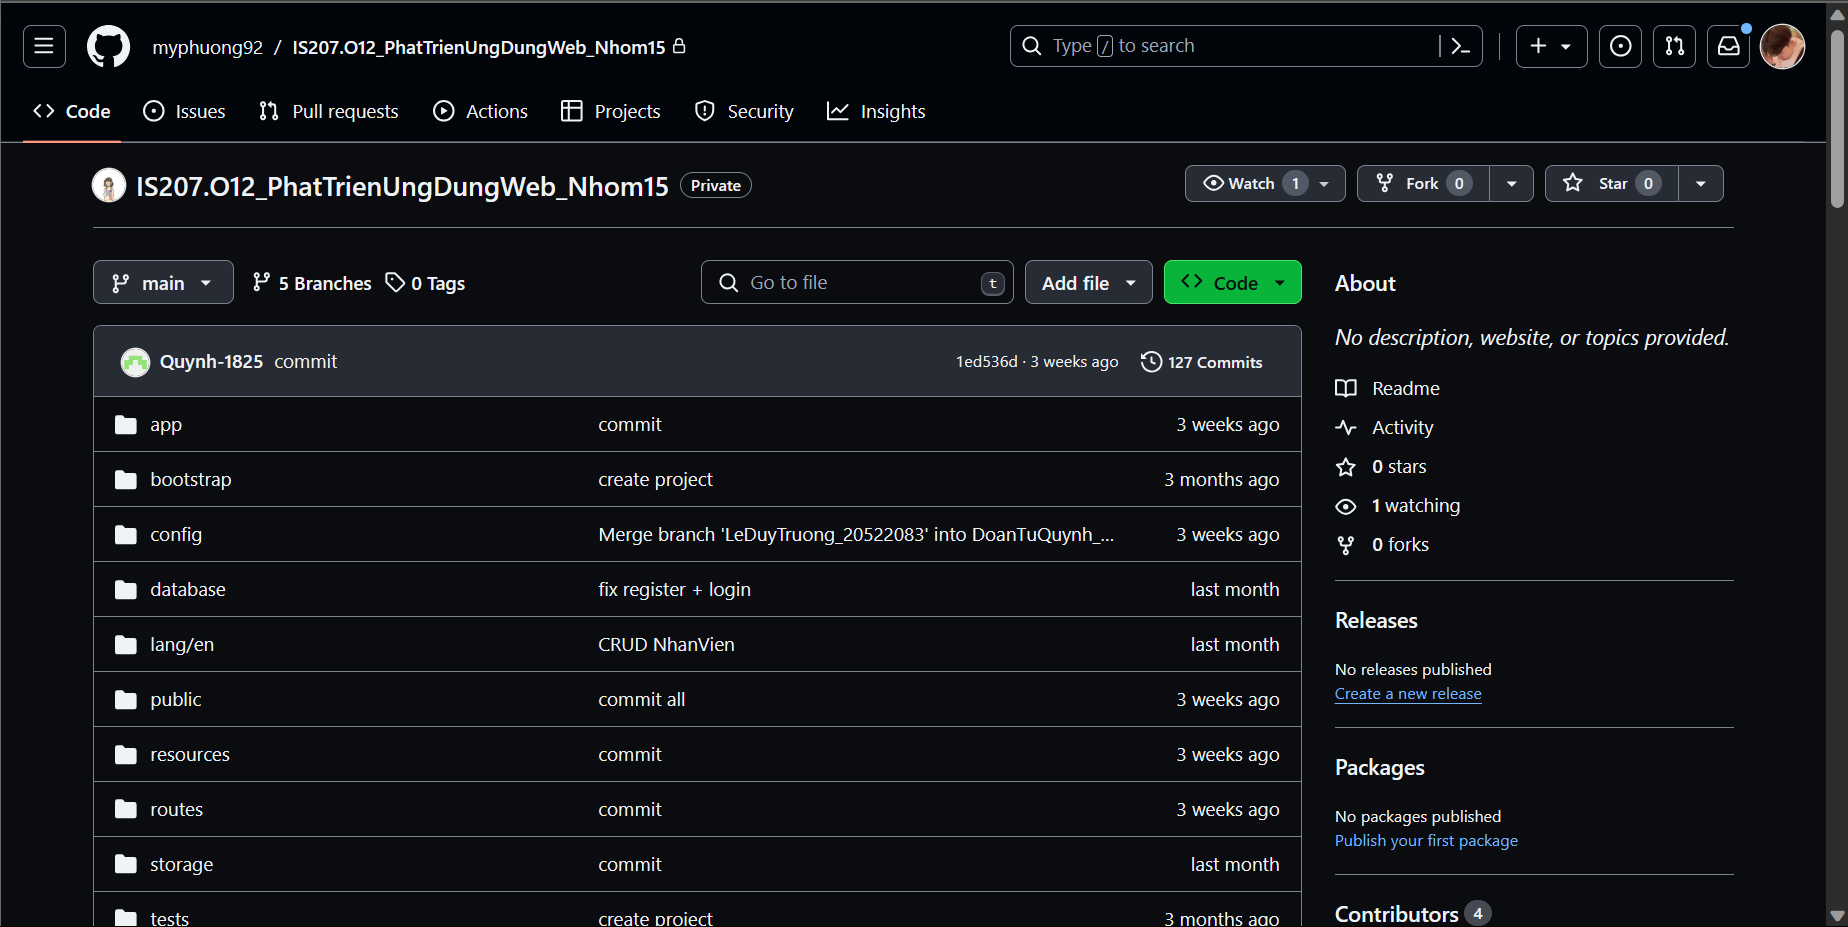 myphuong92 / IS207.O12_PhatTrienUngDungWeb_Nhom15
Type / to search
Code
Issues
Pull requests
Actions
Projects
Security
Insights
IS207.O12_PhatTrienUngDungWeb_Nhom15 Private
Watch 1
Fork 0
Star 0
main
5 Branches
0 Tags
Go to file t
Add file
Code
Quynh-1825 commit 1ed536d · 3 weeks ago 127 Commits
app commit 3 weeks ago
bootstrap create project 3 months ago
config Merge branch 'LeDuyTruong_20522083' into DoanTuQuynh_... 3 weeks ago
database fix register + login last month
lang/en CRUD NhanVien last month
public commit all 3 weeks ago
resources commit 3 weeks ago
routes commit 3 weeks ago
storage commit last month
tests create project 3 months ago
About
No description, website, or topics provided.
Readme
Activity
0 stars
1 watching
0 forks
Releases
No releases published
Create a new release
Packages
No packages published
Publish your first package
Contributors 4